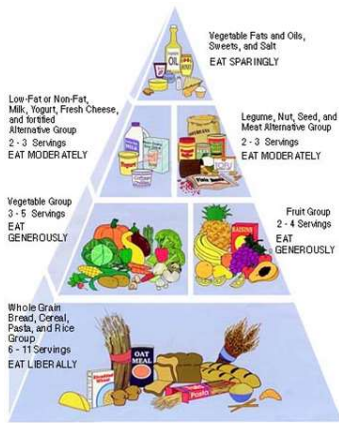 Vegetable Fats and Oils,
Sweets, and Salt
EAT SPARINGLY
OIL
Low-Fat or Non-Fat,
Milk, Yogurt, Fresh Cheese,
and fortified
Alternative Group
2 - 3 Servings
EAT MODERATELY
Legume, Nut, Seed, and
Meat Alternative Group
2 - 3 Servings
EAT MODERATELY
Vegetable Group
3 - 5 Servings
EAT
GENEROUSLY
Fruit Group
2 - 4 Servings
EAT
GENEROUSLY
RAISINS
Whole Grain
Bread, Cereal,
Pasta, and Rice
Group
6 - 11 Servings
EAT LIBERALLY
OAT
MEAL
Pasta